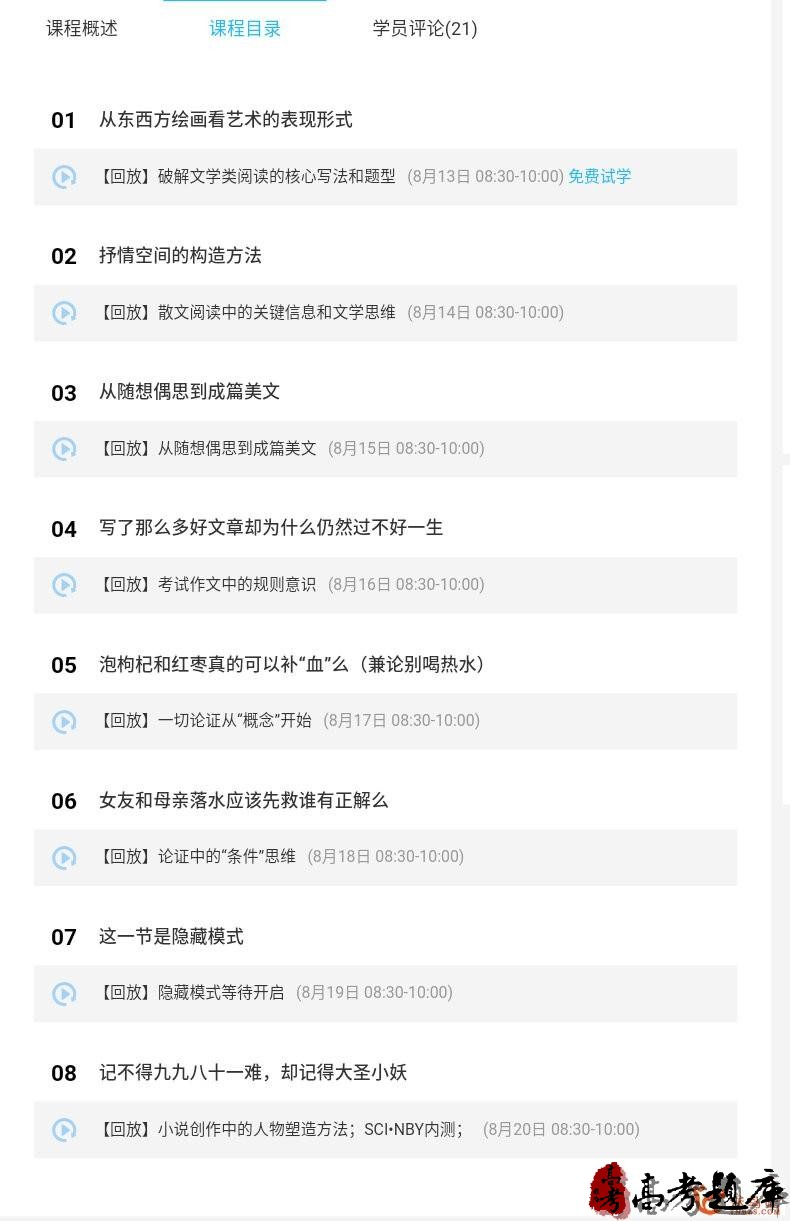 课程概述 课程目录 学员评论(21)
01 从东西方绘画看艺术的表现形式
【回放】破解文学类阅读的核心写法和题型 (8月13日 08:30-10:00) 免费试学
02 抒情空间的构造方法
【回放】散文阅读中的关键信息和文学思维 (8月14日 08:30-10:00)
03 从随想偶思到成篇美文
【回放】从随想偶思到成篇美文 (8月15日 08:30-10:00)
04 写了那么多好文章却为什么仍然过不好一生
【回放】考试作文中的规则意识 (8月16日 08:30-10:00)
05 泡枸杞和红枣真的可以补“血”么（兼论别喝热水）
【回放】一切论证从“概念”开始 (8月17日 08:30-10:00)
06 女友和母亲落水应该先救谁有正解么
【回放】论证中的“条件”思维 (8月18日 08:30-10:00)
07 这一节是隐藏模式
【回放】隐藏模式等待开启 (8月19日 08:30-10:00)
08 记不得九九八十一难，却记得大圣小妖
【回放】小说创作中的人物塑造方法；SCI•NBY内测； (8月20日 08:30-10:00)
高考 高考题库